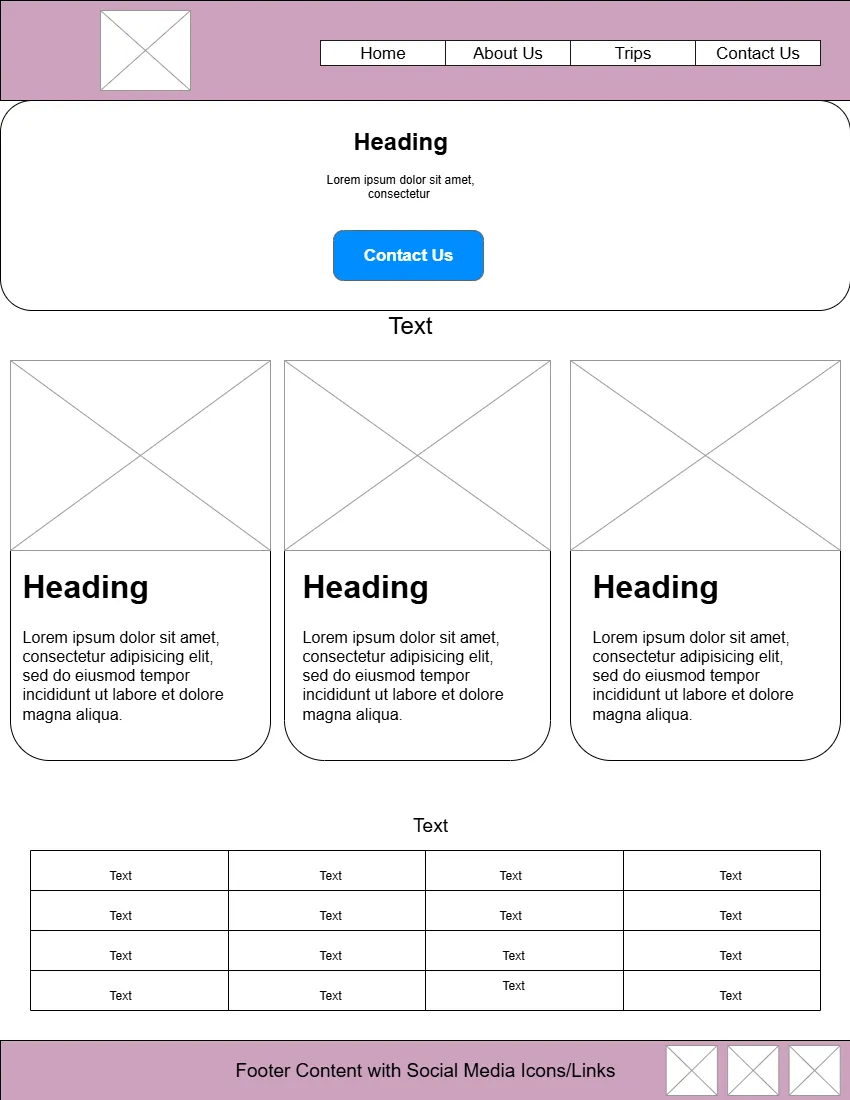 Home About Us Trips Contact Us
Heading
Lorem ipsum dolor sit amet,
consectetur
Contact Us
Text
Heading
Lorem ipsum dolor sit amet,
consectetur adipisicing elit,
sed do eiusmod tempor
incididunt ut labore et dolore
magna aliqua.
Heading
Lorem ipsum dolor sit amet,
consectetur adipisicing elit,
sed do eiusmod tempor
incididunt ut labore et dolore
magna aliqua.
Heading
Lorem ipsum dolor sit amet,
consectetur adipisicing elit,
sed do eiusmod tempor
incididunt ut labore et dolore
magna aliqua.
Text
Text Text Text Text
Text Text Text Text
Text Text Text Text
Text Text Text Text
Footer Content with Social Media Icons/Links